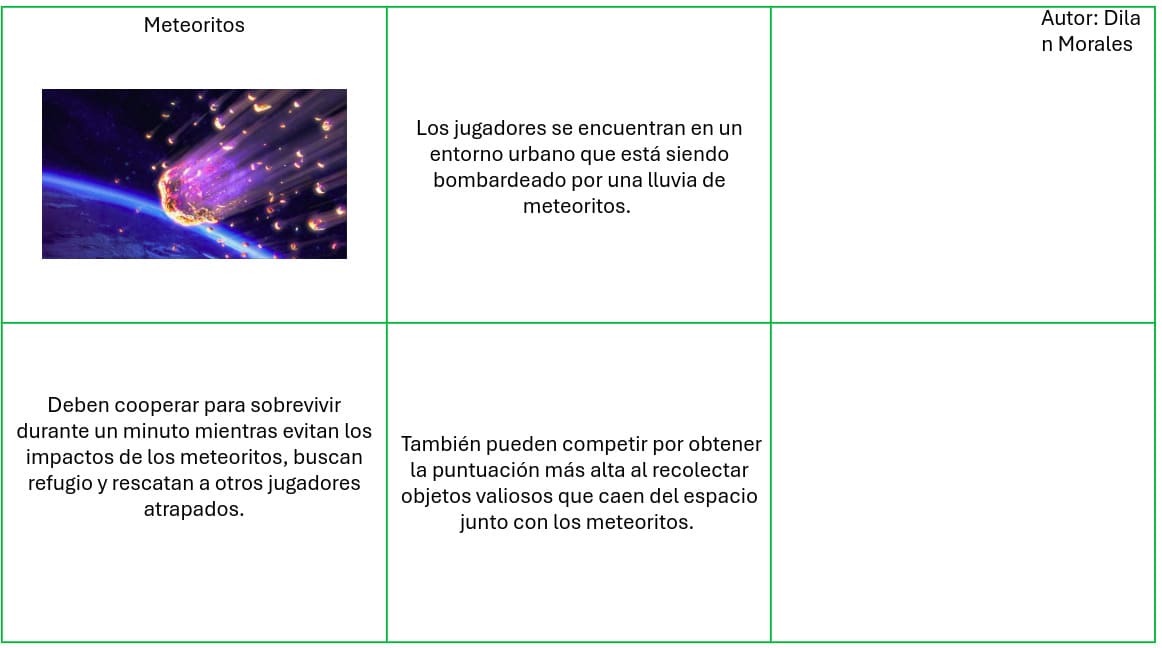 Meteoritos
Los jugadores se encuentran en un
entorno urbano que está siendo
bombardeado por una lluvia de
meteoritos.
Autor: Dila
n Morales
Deben cooperar para sobrevivir
durante un minuto mientras evitan los
impactos de los meteoritos, buscan
refugio y rescatan a otros jugadores
atrapados.
También pueden competir por obtener
la puntuación más alta al recolectar
objetos valiosos que caen del espacio
junto con los meteoritos.